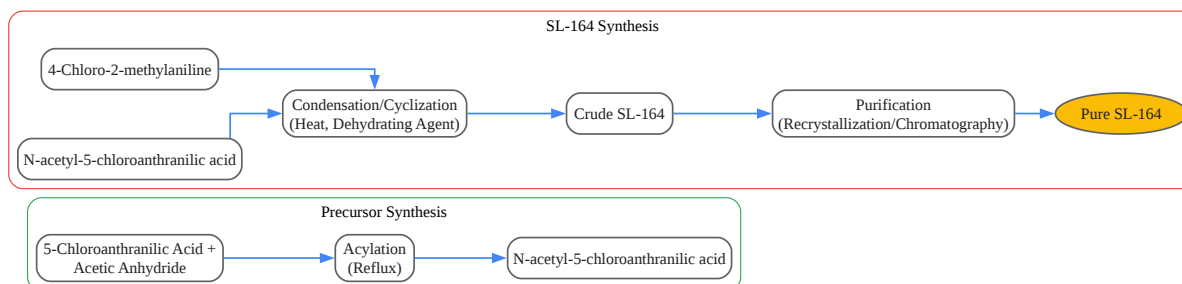 SL-164 Synthesis
4-Chloro-2-methylaniline
Condensation/Cyclization
(Heat, Dehydrating Agent)
Crude SL-164
Purification
(Recrystallization/Chromatography)
Pure SL-164
N-acetyl-5-chloroanthranilic acid
Precursor Synthesis
5-Chloroanthranilic Acid +
Acetic Anhydride
Acylation
(Reflux)
N-acetyl-5-chloroanthranilic acid